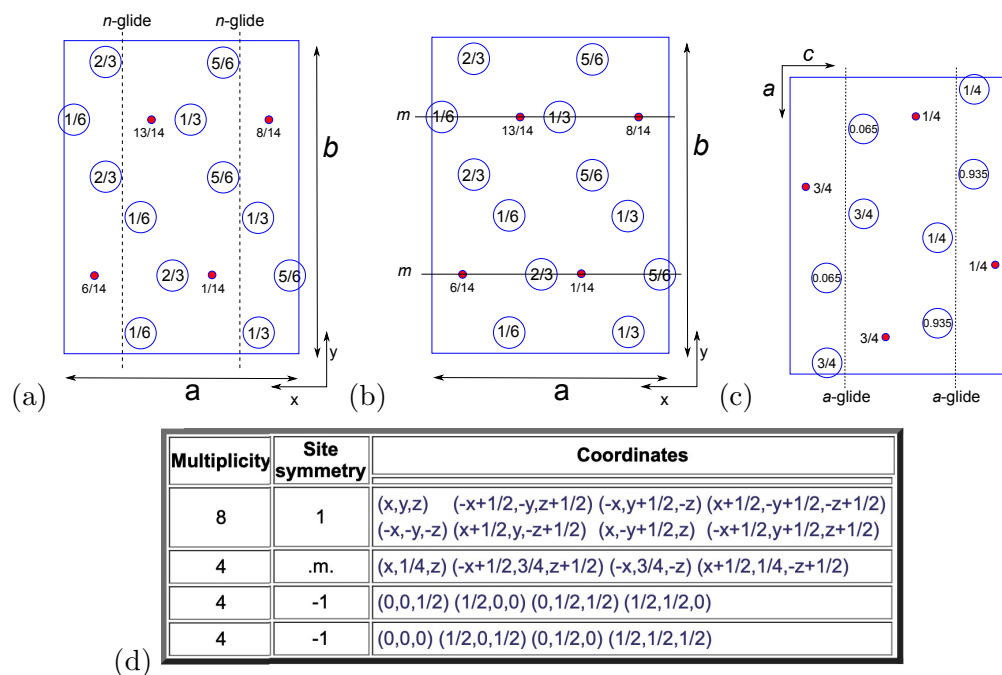 n-glide n-glide
2/3 5/6
1/6 13/14 1/3 8/14
b
2/3 5/6
1/6 1/3
6/14 2/3 1/14 5/6
1/6 1/3
y
x
a
(a)
2/3 5/6
m 1/6 13/14 1/3 8/14
b
2/3 5/6
1/6 1/3
m 6/14 2/3 1/14 5/6
1/6 1/3
y
x
a
(b)
c
a
1/4
1/4
0.065
0.935
3/4
3/4
1/4
1/4
0.065
0.935
3/4
3/4
a-glide a-glide
(c)
Multiplicity Site symmetry Coordinates
8 1 (x,y,z) (-x+1/2,-y,z+1/2) (-x,y+1/2,-z) (x+1/2,-y+1/2,-z+1/2)
(-x,-y,-z) (x+1/2,y,-z+1/2) (x,-y+1/2,z) (-x+1/2,y+1/2,z+1/2)
4 .m. (x,1/4,z) (-x+1/2,3/4,z+1/2) (-x,3/4,-z) (x+1/2,1/4,-z+1/2)
4 -1 (0,0,1/2) (1/2,0,0) (0,1/2,1/2) (1/2,1/2,0)
4 -1 (0,0,0) (1/2,0,1/2) (0,1/2,0) (1/2,1/2,1/2)
(d)